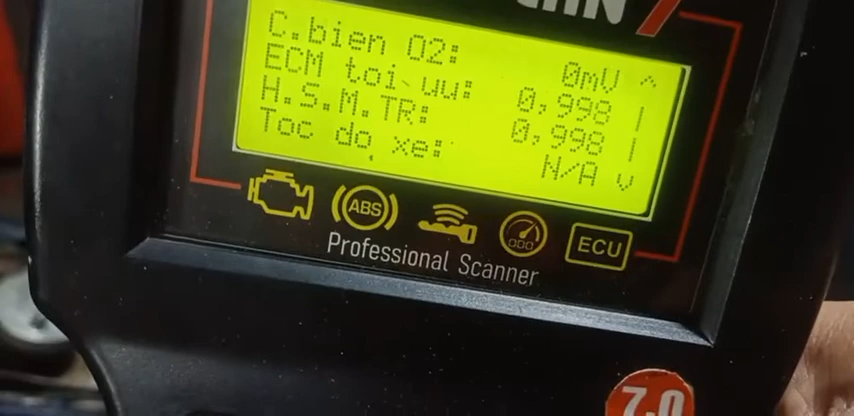 C.bien O2: 0mV ^
ECM toi uu: 0,998 |
H.S.M.TR: 0,998 |
Toc do xe: N/A v
ABS
ECU
Professional Scanner
7.0